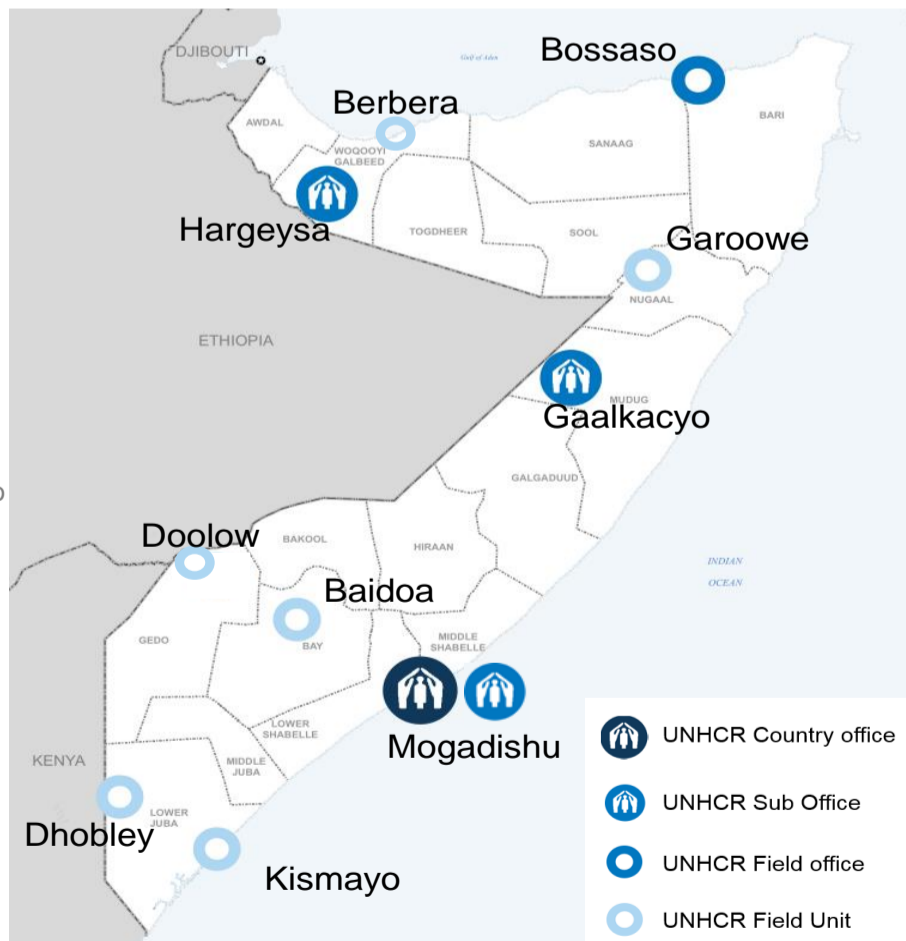 DJIBOUTI
Gulf of Aden
Bossaso
Berbera
AWDAL
BARI
WOQOOYI
GALBEED
SANAAG
Hargeysa
TOGDHEER
SOOL
Garoowe
NUGAAL
ETHIOPIA
MUDUG
Gaalkacyo
GALGADUUD
Doolow
BAKOOL
HIRAAN
INDIAN
OCEAN
Baidoa
GEDO
BAY
MIDDLE
SHABELLE
LOWER
SHABELLE
Mogadishu
KENYA
MIDDLE
JUBA
LOWER
JUBA
Dhobley
Kismayo
UNHCR Country office
UNHCR Sub Office
UNHCR Field office
UNHCR Field Unit